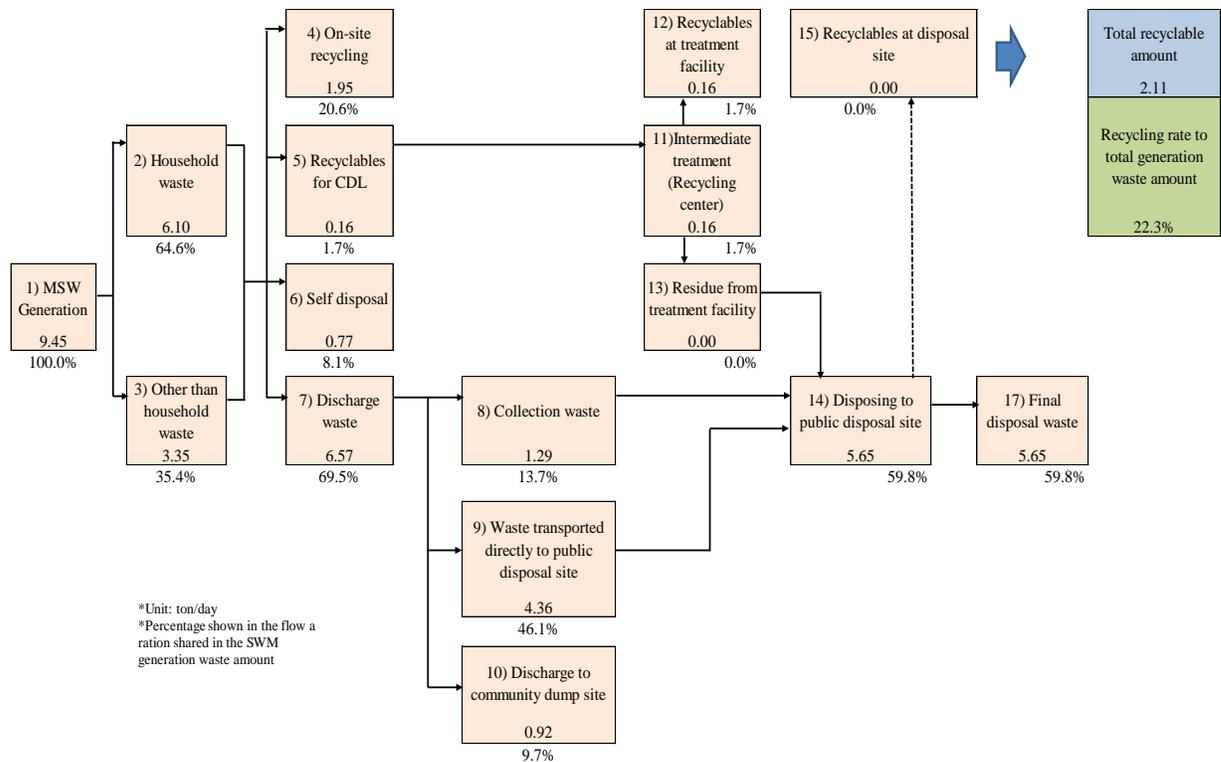 4) On-site
recycling
1.95
20.6%
12) Recyclables
at treatment
facility
0.16
1.7%
15) Recyclables at disposal
site
0.00
0.0%
Total recyclable
amount
2.11
2) Household
waste
6.10
64.6%
5) Recyclables
for CDL
0.16
1.7%
11)Intermediate
treatment
(Recycling
center)
0.16
1.7%
Recycling rate to
total generation
waste amount
22.3%
1) MSW
Generation
9.45
100.0%
6) Self disposal
0.77
8.1%
13) Residue from
treatment facility
0.00
0.0%
3) Other than
household
waste
3.35
35.4%
7) Discharge
waste
6.57
69.5%
8) Collection waste
1.29
13.7%
14) Disposing to
public disposal site
5.65
59.8%
17) Final
disposal waste
5.65
59.8%
9) Waste transported
directly to public
disposal site
4.36
46.1%
*Unit: ton/day
*Percentage shown in the flow a
ration shared in the SWM
generation waste amount
10) Discharge to
community dump site
0.92
9.7%